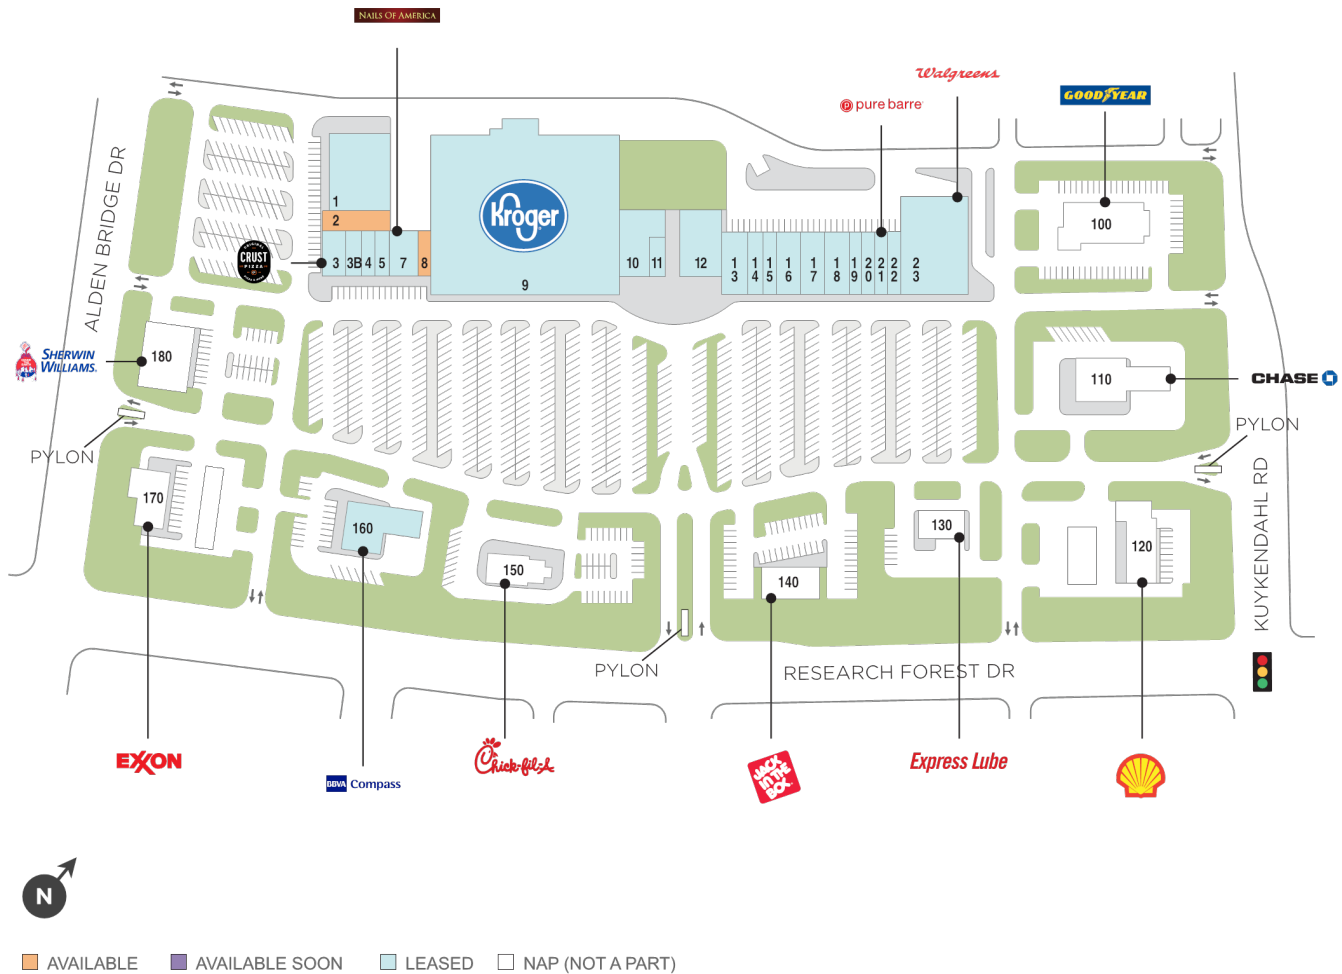 NAILS OF AMERICA
Walgreens
pure barre
GOODYEAR
ALDEN BRIDGE DR
1
2
3
3B
4
5
7
8
Kroger
9
10
11
12
13
14
15
16
17
18
19
20
21
22
23
100
CRUST
PIZZA
SHERWIN
WILLIAMS.
180
110
CHASE
PYLON
PYLON
170
160
150
140
130
120
KUYKENDAHL RD
PYLON
RESEARCH FOREST DR
EXXON
BBVA Compass
Chick-fil-A
JACK
IN THE
BOX
Express Lube
N
AVAILABLE
AVAILABLE SOON
LEASED
NAP (NOT A PART)